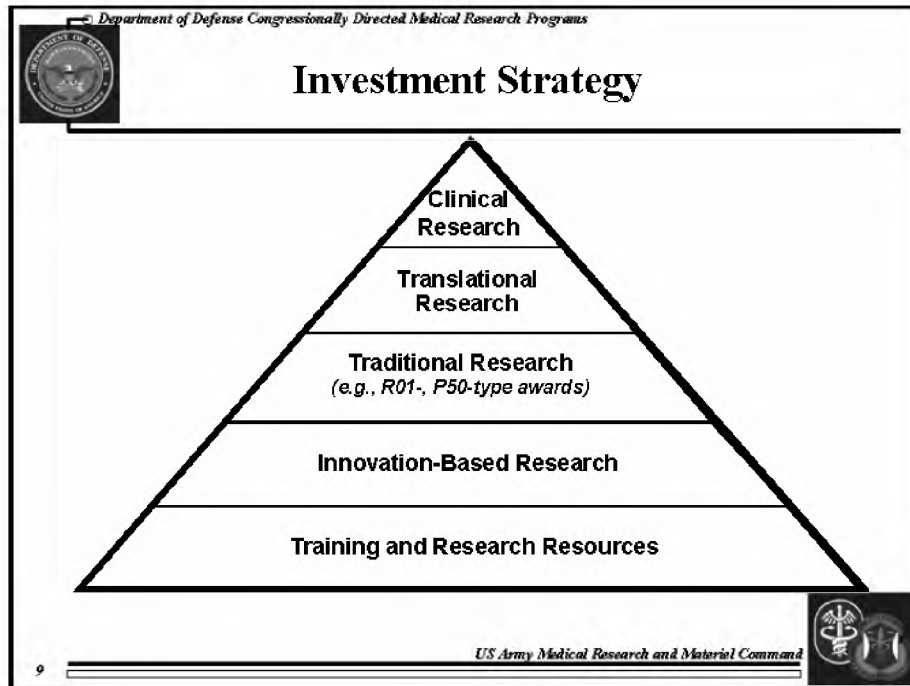 Department of Defense Congressionally Directed Medical Research Programs
Investment Strategy
Clinical
Research
Translational
Research
Traditional Research
(e.g., R01-, P50-type awards)
Innovation-Based Research
Training and Research Resources
US Army Medical Research and Materiel Command
9